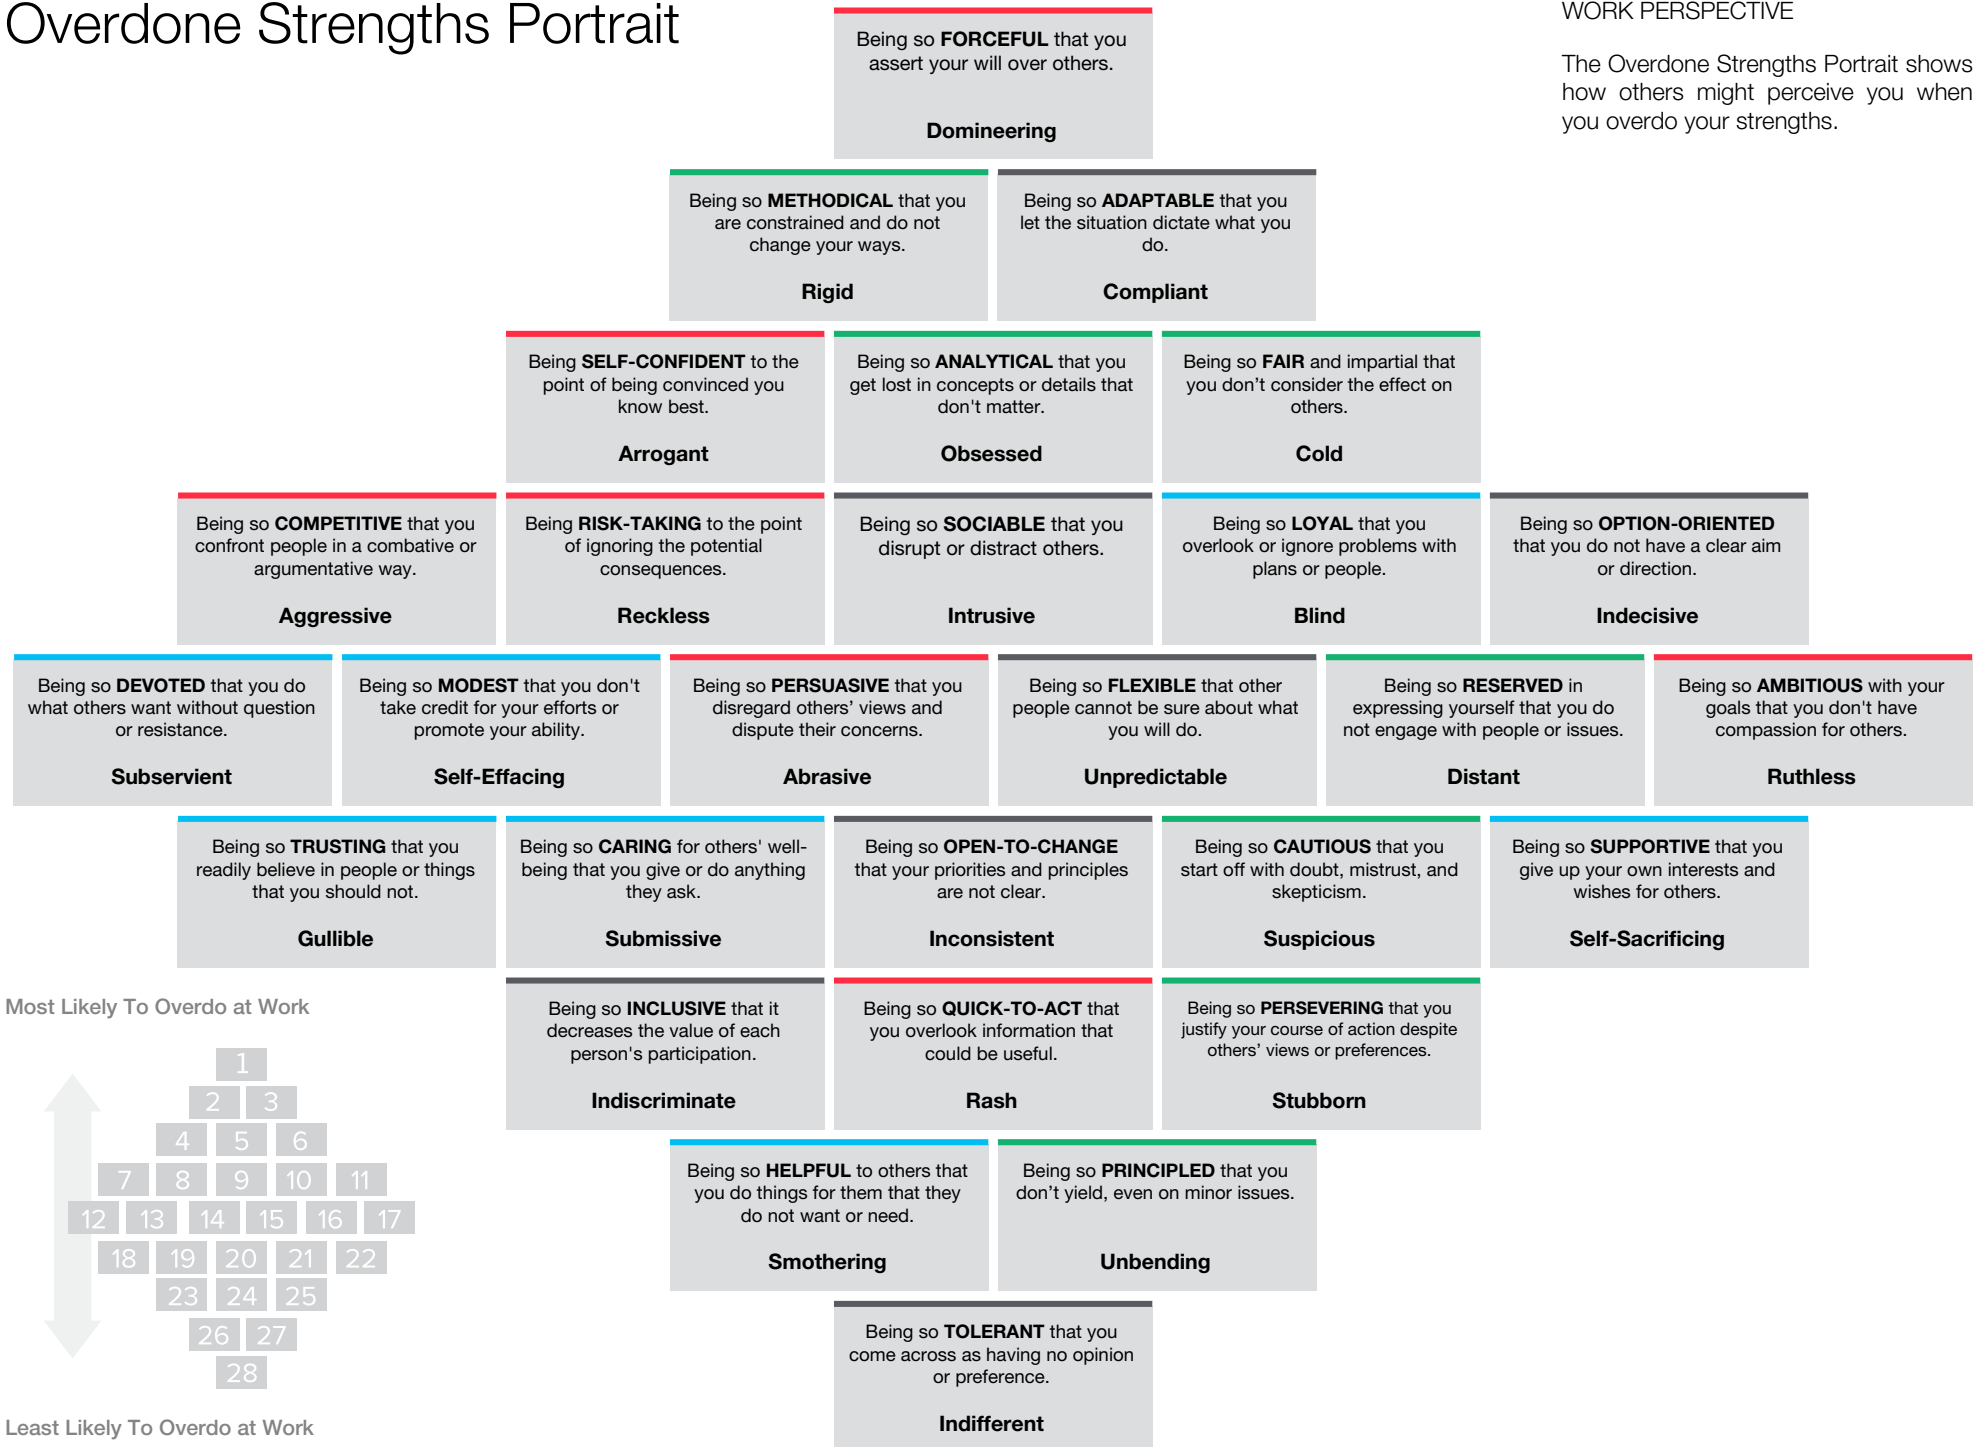 Overdone Strengths Portrait
WORK PERSPECTIVE
The Overdone Strengths Portrait shows
how others might perceive you when
you overdo your strengths.
Being so FORCEFUL that you
assert your will over others.
Domineering
Being so METHODICAL that you
are constrained and do not
change your ways.
Rigid
Being so ADAPTABLE that you
let the situation dictate what you
do.
Compliant
Being SELF-CONFIDENT to the
point of being convinced you
know best.
Arrogant
Being so ANALYTICAL that you
get lost in concepts or details that
don't matter.
Obsessed
Being so FAIR and impartial that
you don’t consider the effect on
others.
Cold
Being so COMPETITIVE that you
confront people in a combative or
argumentative way.
Aggressive
Being RISK-TAKING to the point
of ignoring the potential
consequences.
Reckless
Being so SOCIABLE that you
disrupt or distract others.
Intrusive
Being so LOYAL that you
overlook or ignore problems with
plans or people.
Blind
Being so OPTION-ORIENTED
that you do not have a clear aim
or direction.
Indecisive
Being so DEVOTED that you do
what others want without question
or resistance.
Subservient
Being so MODEST that you don't
take credit for your efforts or
promote your ability.
Self-Effacing
Being so PERSUASIVE that you
disregard others’ views and
dispute their concerns.
Abrasive
Being so FLEXIBLE that other
people cannot be sure about what
you will do.
Unpredictable
Being so RESERVED in
expressing yourself that you do
not engage with people or issues.
Distant
Being so AMBITIOUS with your
goals that you don't have
compassion for others.
Ruthless
Being so TRUSTING that you
readily believe in people or things
that you should not.
Gullible
Being so CARING for others' well-
being that you give or do anything
they ask.
Submissive
Being so OPEN-TO-CHANGE
that your priorities and principles
are not clear.
Inconsistent
Being so CAUTIOUS that you
start off with doubt, mistrust, and
skepticism.
Suspicious
Being so SUPPORTIVE that you
give up your own interests and
wishes for others.
Self-Sacrificing
Being so INCLUSIVE that it
decreases the value of each
person's participation.
Indiscriminate
Being so QUICK-TO-ACT that
you overlook information that
could be useful.
Rash
Being so PERSEVERING that you
justify your course of action despite
others’ views or preferences.
Stubborn
Being so HELPFUL to others that
you do things for them that they
do not want or need.
Smothering
Being so PRINCIPLED that you
don’t yield, even on minor issues.
Unbending
Being so TOLERANT that you
come across as having no opinion
or preference.
Indifferent
Most Likely To Overdo at Work
1
2 3
4 5 6
7 8 9 10 11
12 13 14 15 16 17
18 19 20 21 22
23 24 25
26 27
28
Least Likely To Overdo at Work